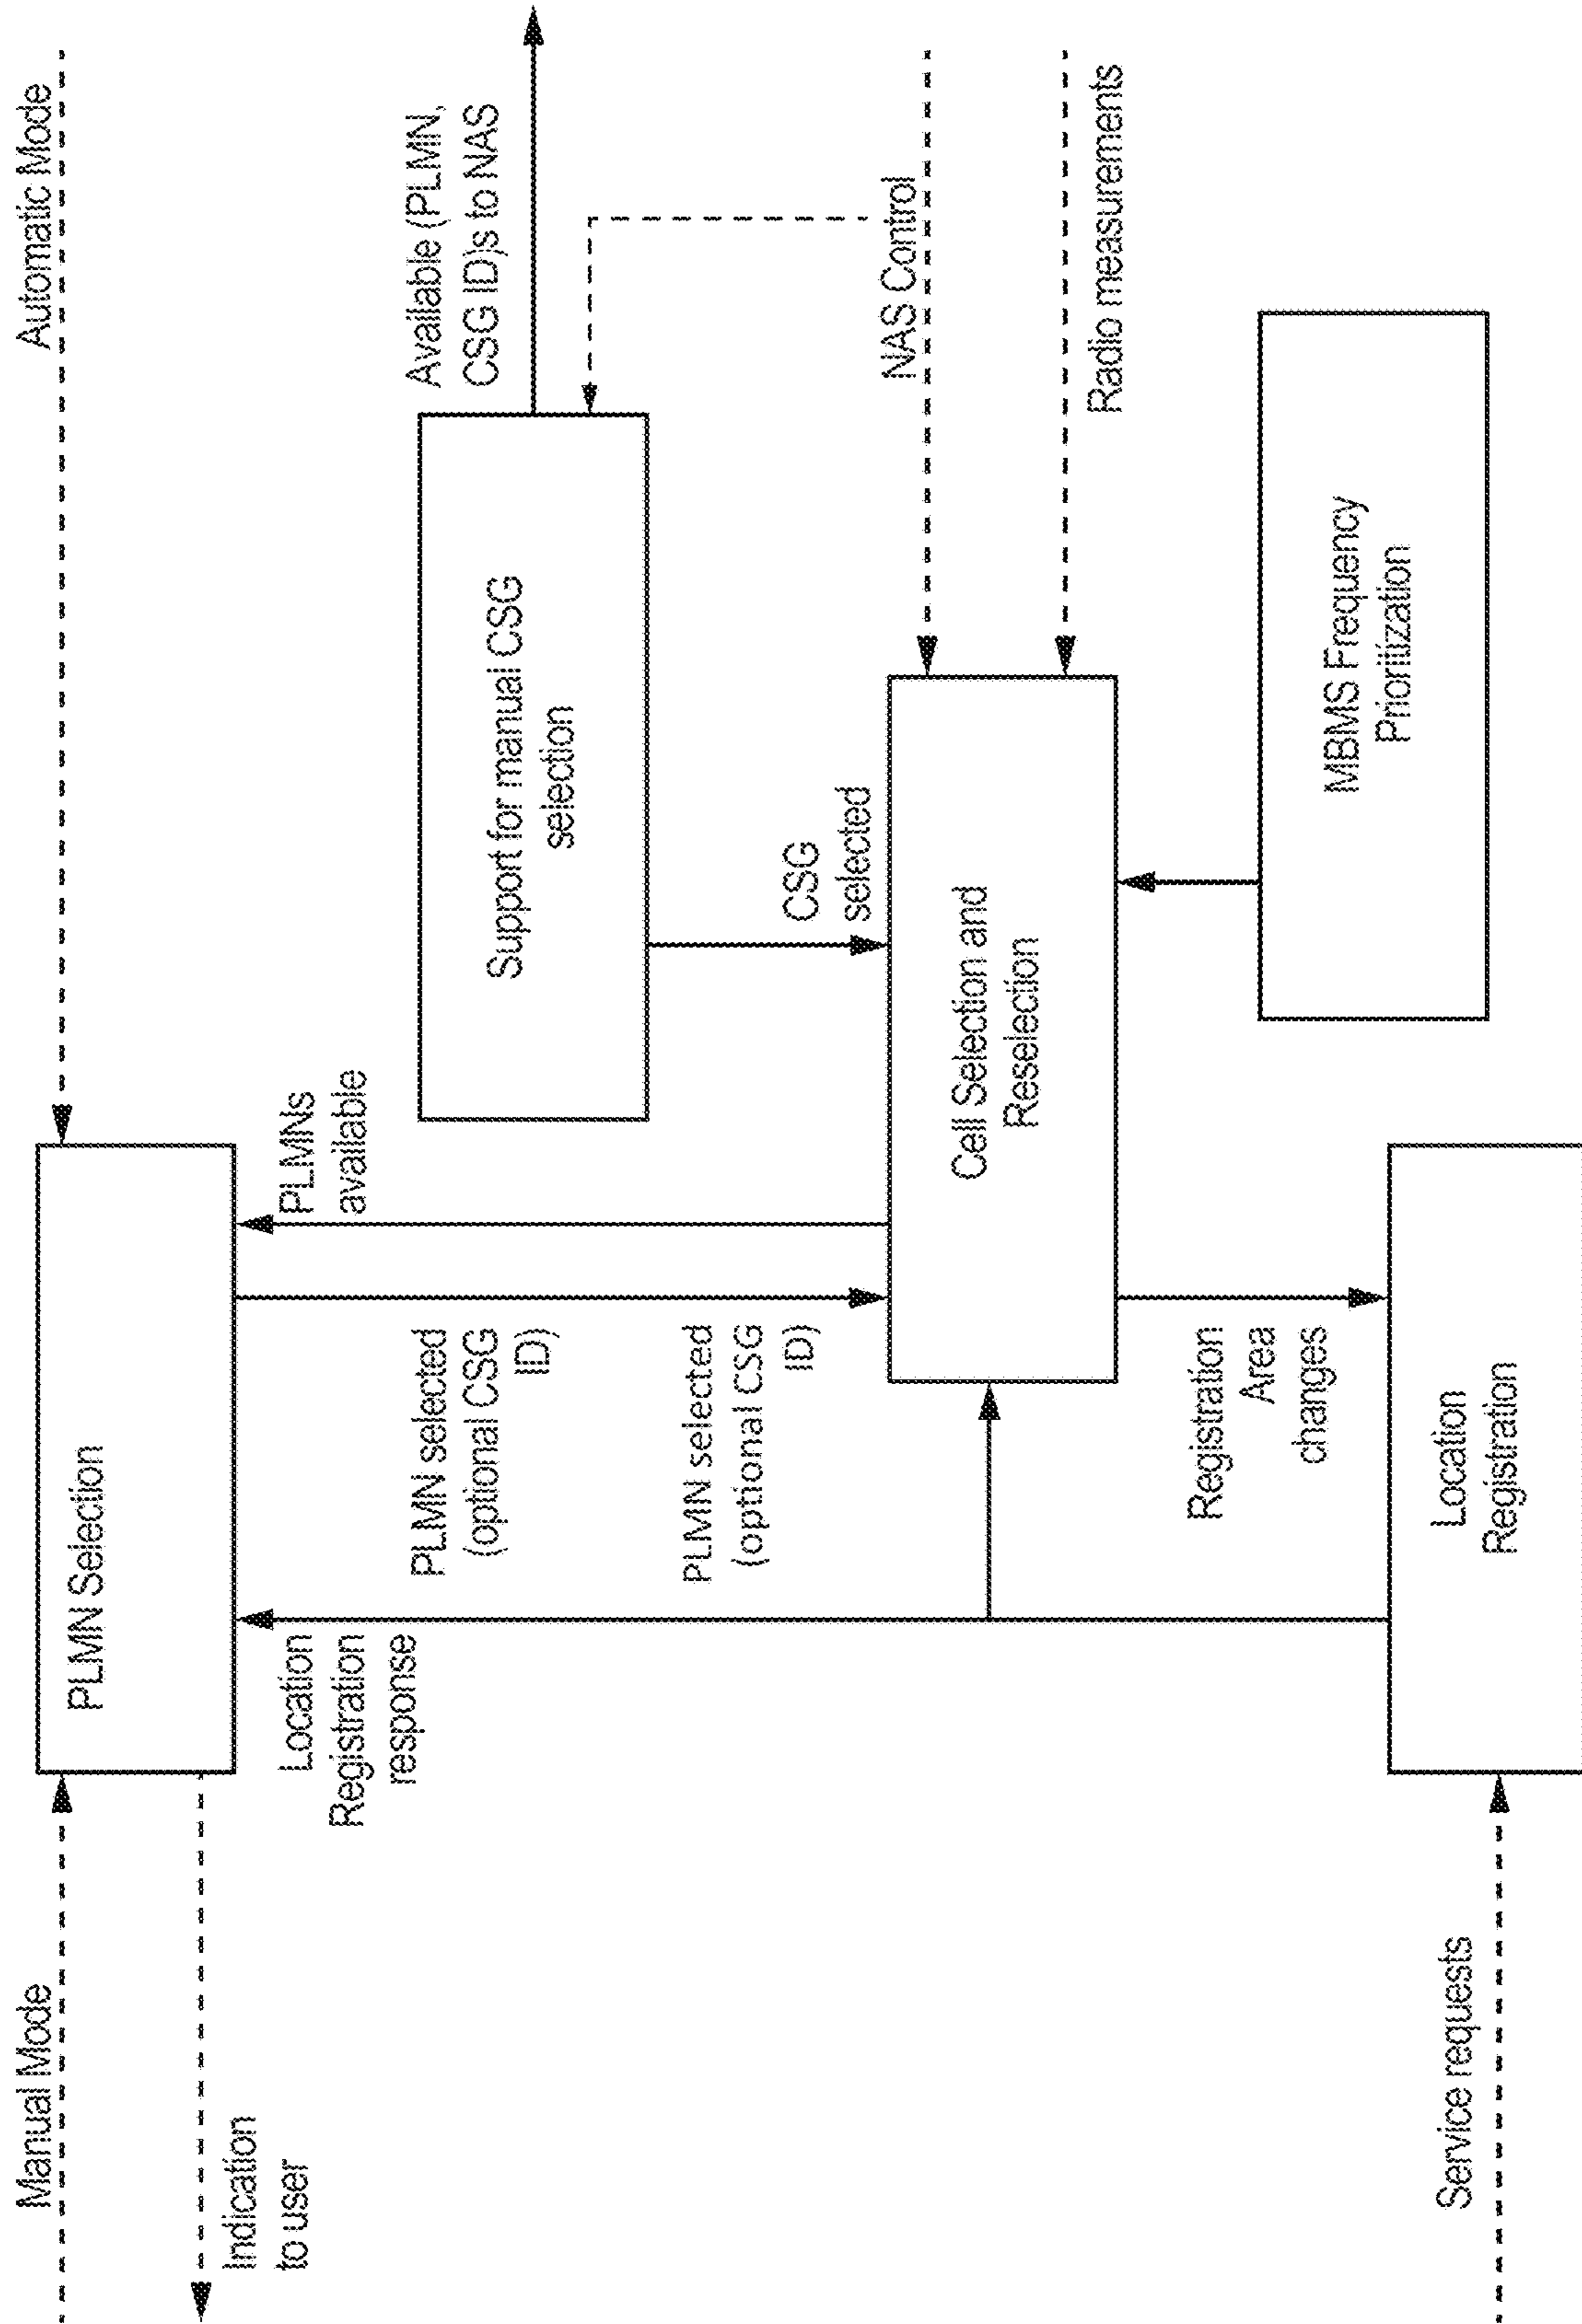 Manual Mode
Automatic Mode
PLMN Selection
Indication
to user
Location
Registration
response
PLMNs
available
PLMN selected
(optional CSG
ID)
Available (PLMN,
CSG ID)s to NAS
Support for manual CSG
selection
PLMN selected
(optional CSG
ID)
CSG
selected
NAS Control
Cell Selection and
Reselection
Radio measurements
Registration
Area
changes
MBMS Frequency
Prioritization
Service requests
Location
Registration